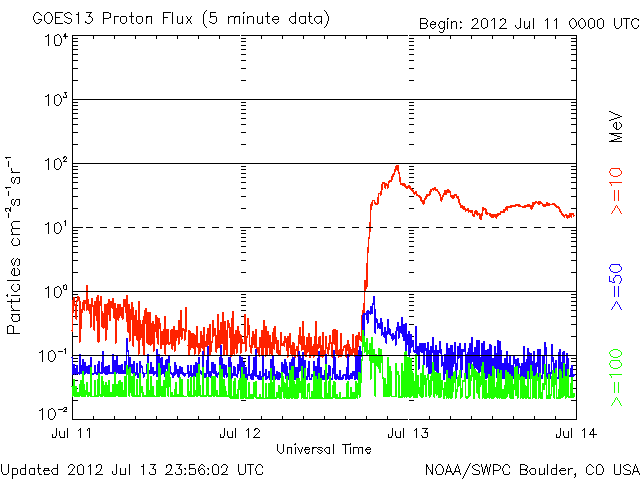 GOES13 Proton Flux (5 minute data)
Begin: 2012 Jul 11 0000 UTC
10⁴
10³
10²
10¹
10⁰
10⁻¹
10⁻²
Particles cm⁻²s⁻¹sr⁻¹
MeV
>=10
>=50
>=100
Jul 11
Jul 12
Jul 13
Jul 14
Universal Time
Updated 2012 Jul 13 23:56:02 UTC
NOAA/SWPC Boulder, CO USA